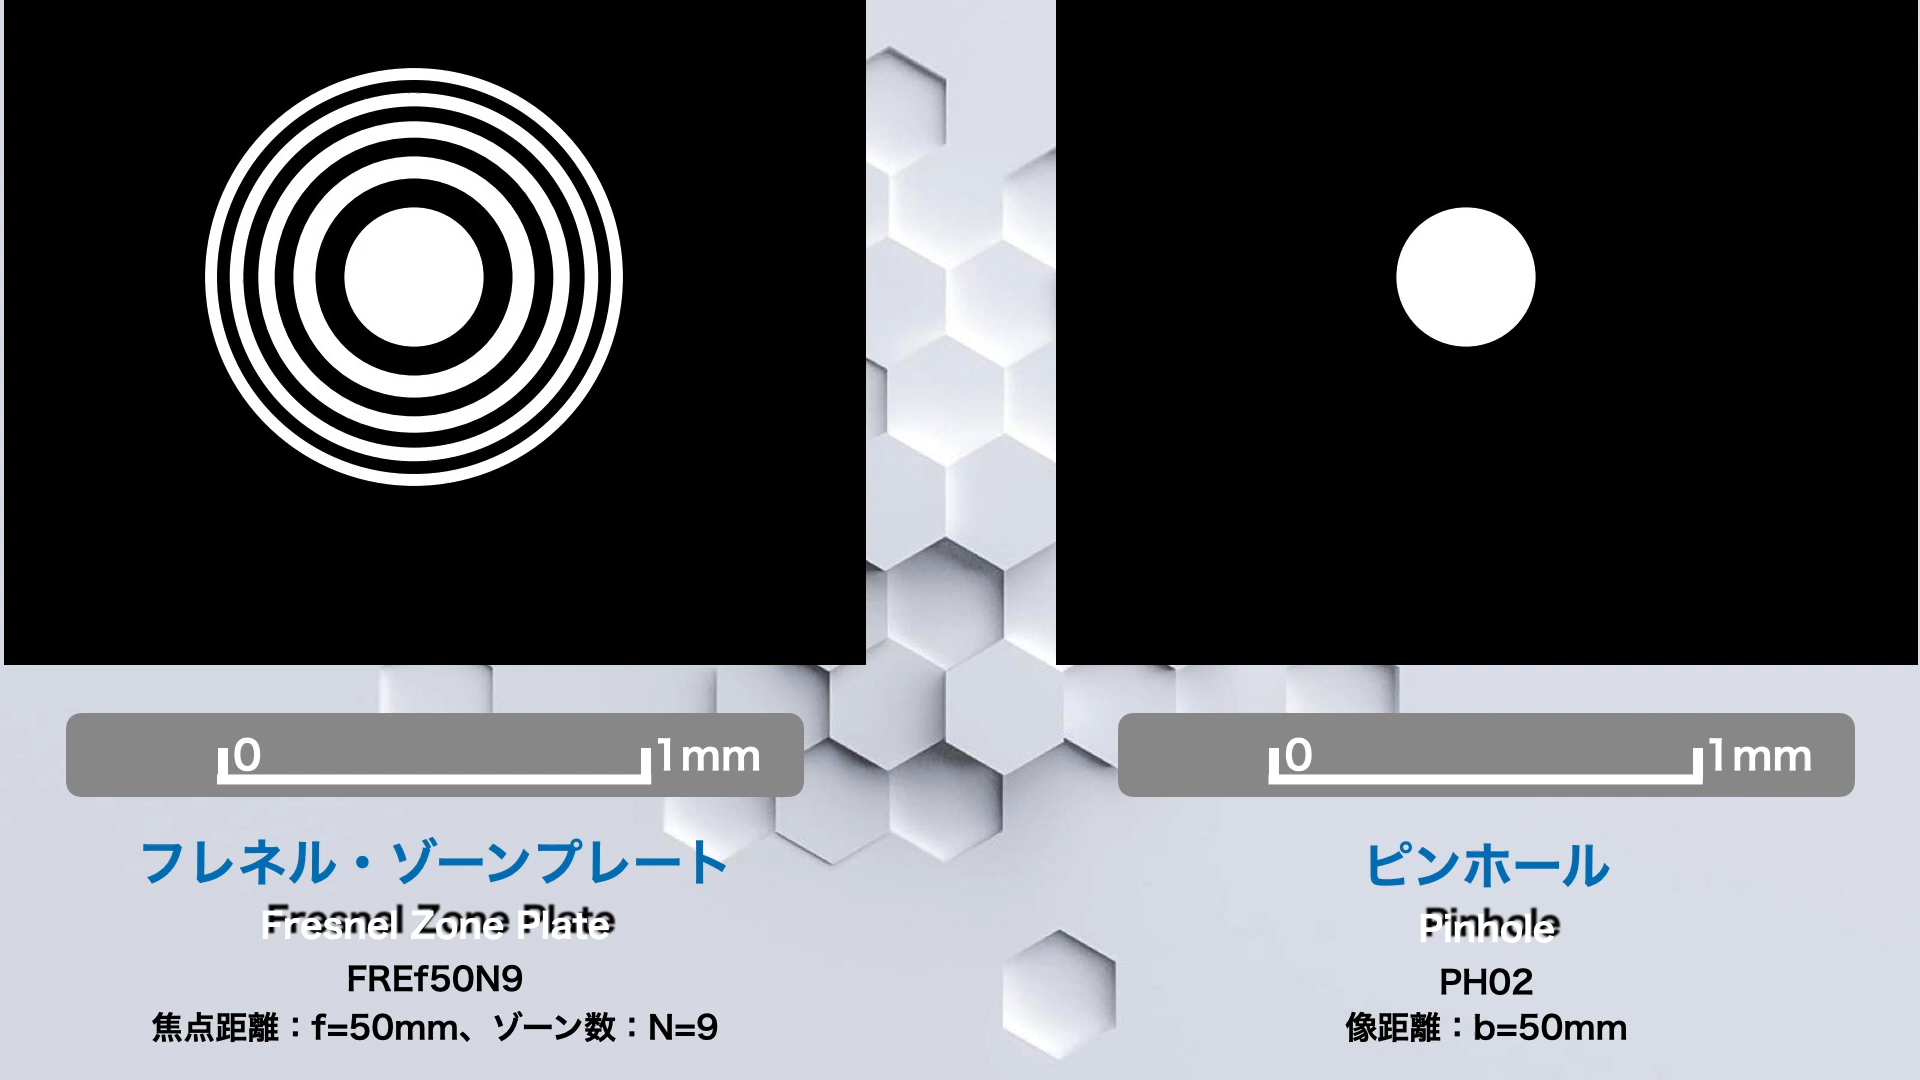 0 1mm
フレネル・ゾーンプレート
Fresnel Zone Plate
FREf50N9
焦点距離：f=50mm、ゾーン数：N=9
0 1mm
ピンホール
Pinhole
PH02
像距離：b=50mm